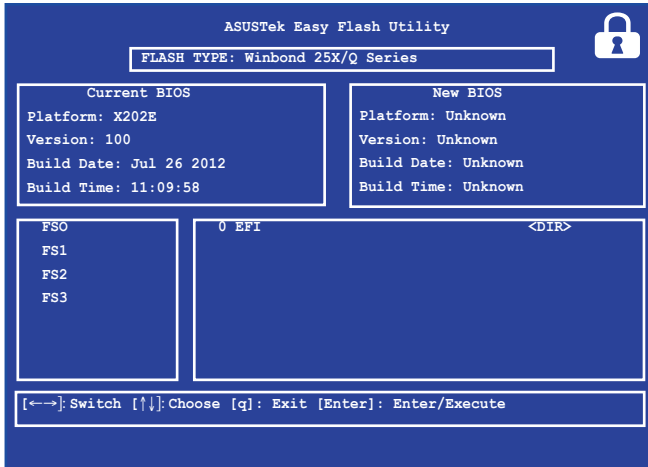 ASUSTek Easy Flash Utility
FLASH TYPE: Winbond 25X/Q Series
Current BIOS
Platform: X202E
Version: 100
Build Date: Jul 26 2012
Build Time: 11:09:58
New BIOS
Platform: Unknown
Version: Unknown
Build Date: Unknown
Build Time: Unknown
FSO
FS1
FS2
FS3
0 EFI <DIR>
[←→]: Switch [↑↓]: Choose [q]: Exit [Enter]: Enter/Execute